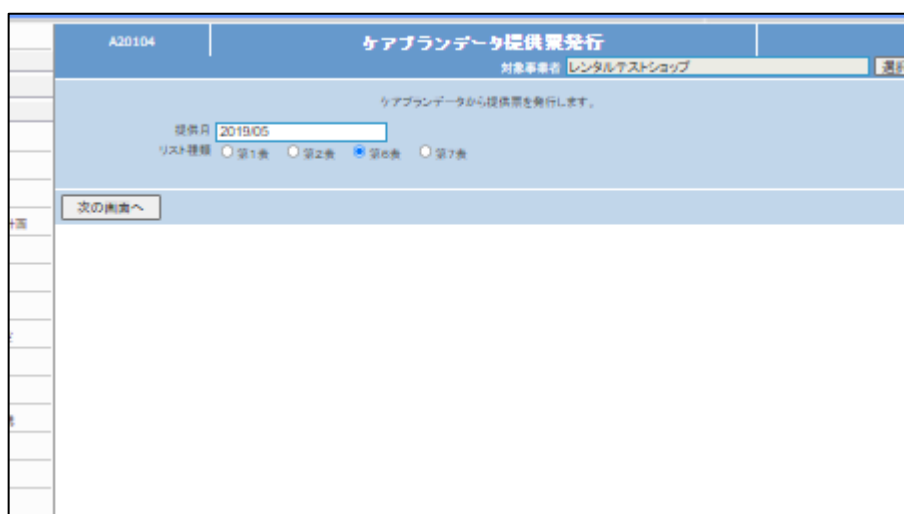 A20104
ケアプランデータ提供票発行
対象事業者 レンタルテストショップ
ケアプランデータから提供票を発行します。
提供月 2019/05
リスト種類 第1表 第2表 第6表 第7表
次の画面へ